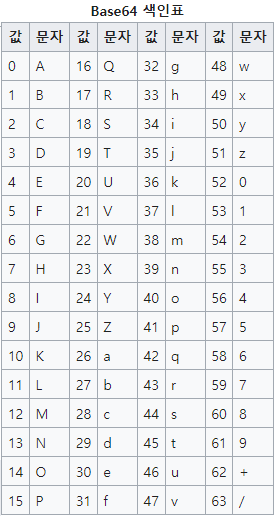 Base64 색인표
값 문자 값 문자 값 문자 값 문자
0 A 16 Q 32 g 48 w
1 B 17 R 33 h 49 x
2 C 18 S 34 i 50 y
3 D 19 T 35 j 51 z
4 E 20 U 36 k 52 0
5 F 21 V 37 l 53 1
6 G 22 W 38 m 54 2
7 H 23 X 39 n 55 3
8 I 24 Y 40 o 56 4
9 J 25 Z 41 p 57 5
10 K 26 a 42 q 58 6
11 L 27 b 43 r 59 7
12 M 28 c 44 s 60 8
13 N 29 d 45 t 61 9
14 O 30 e 46 u 62 +
15 P 31 f 47 v 63 /